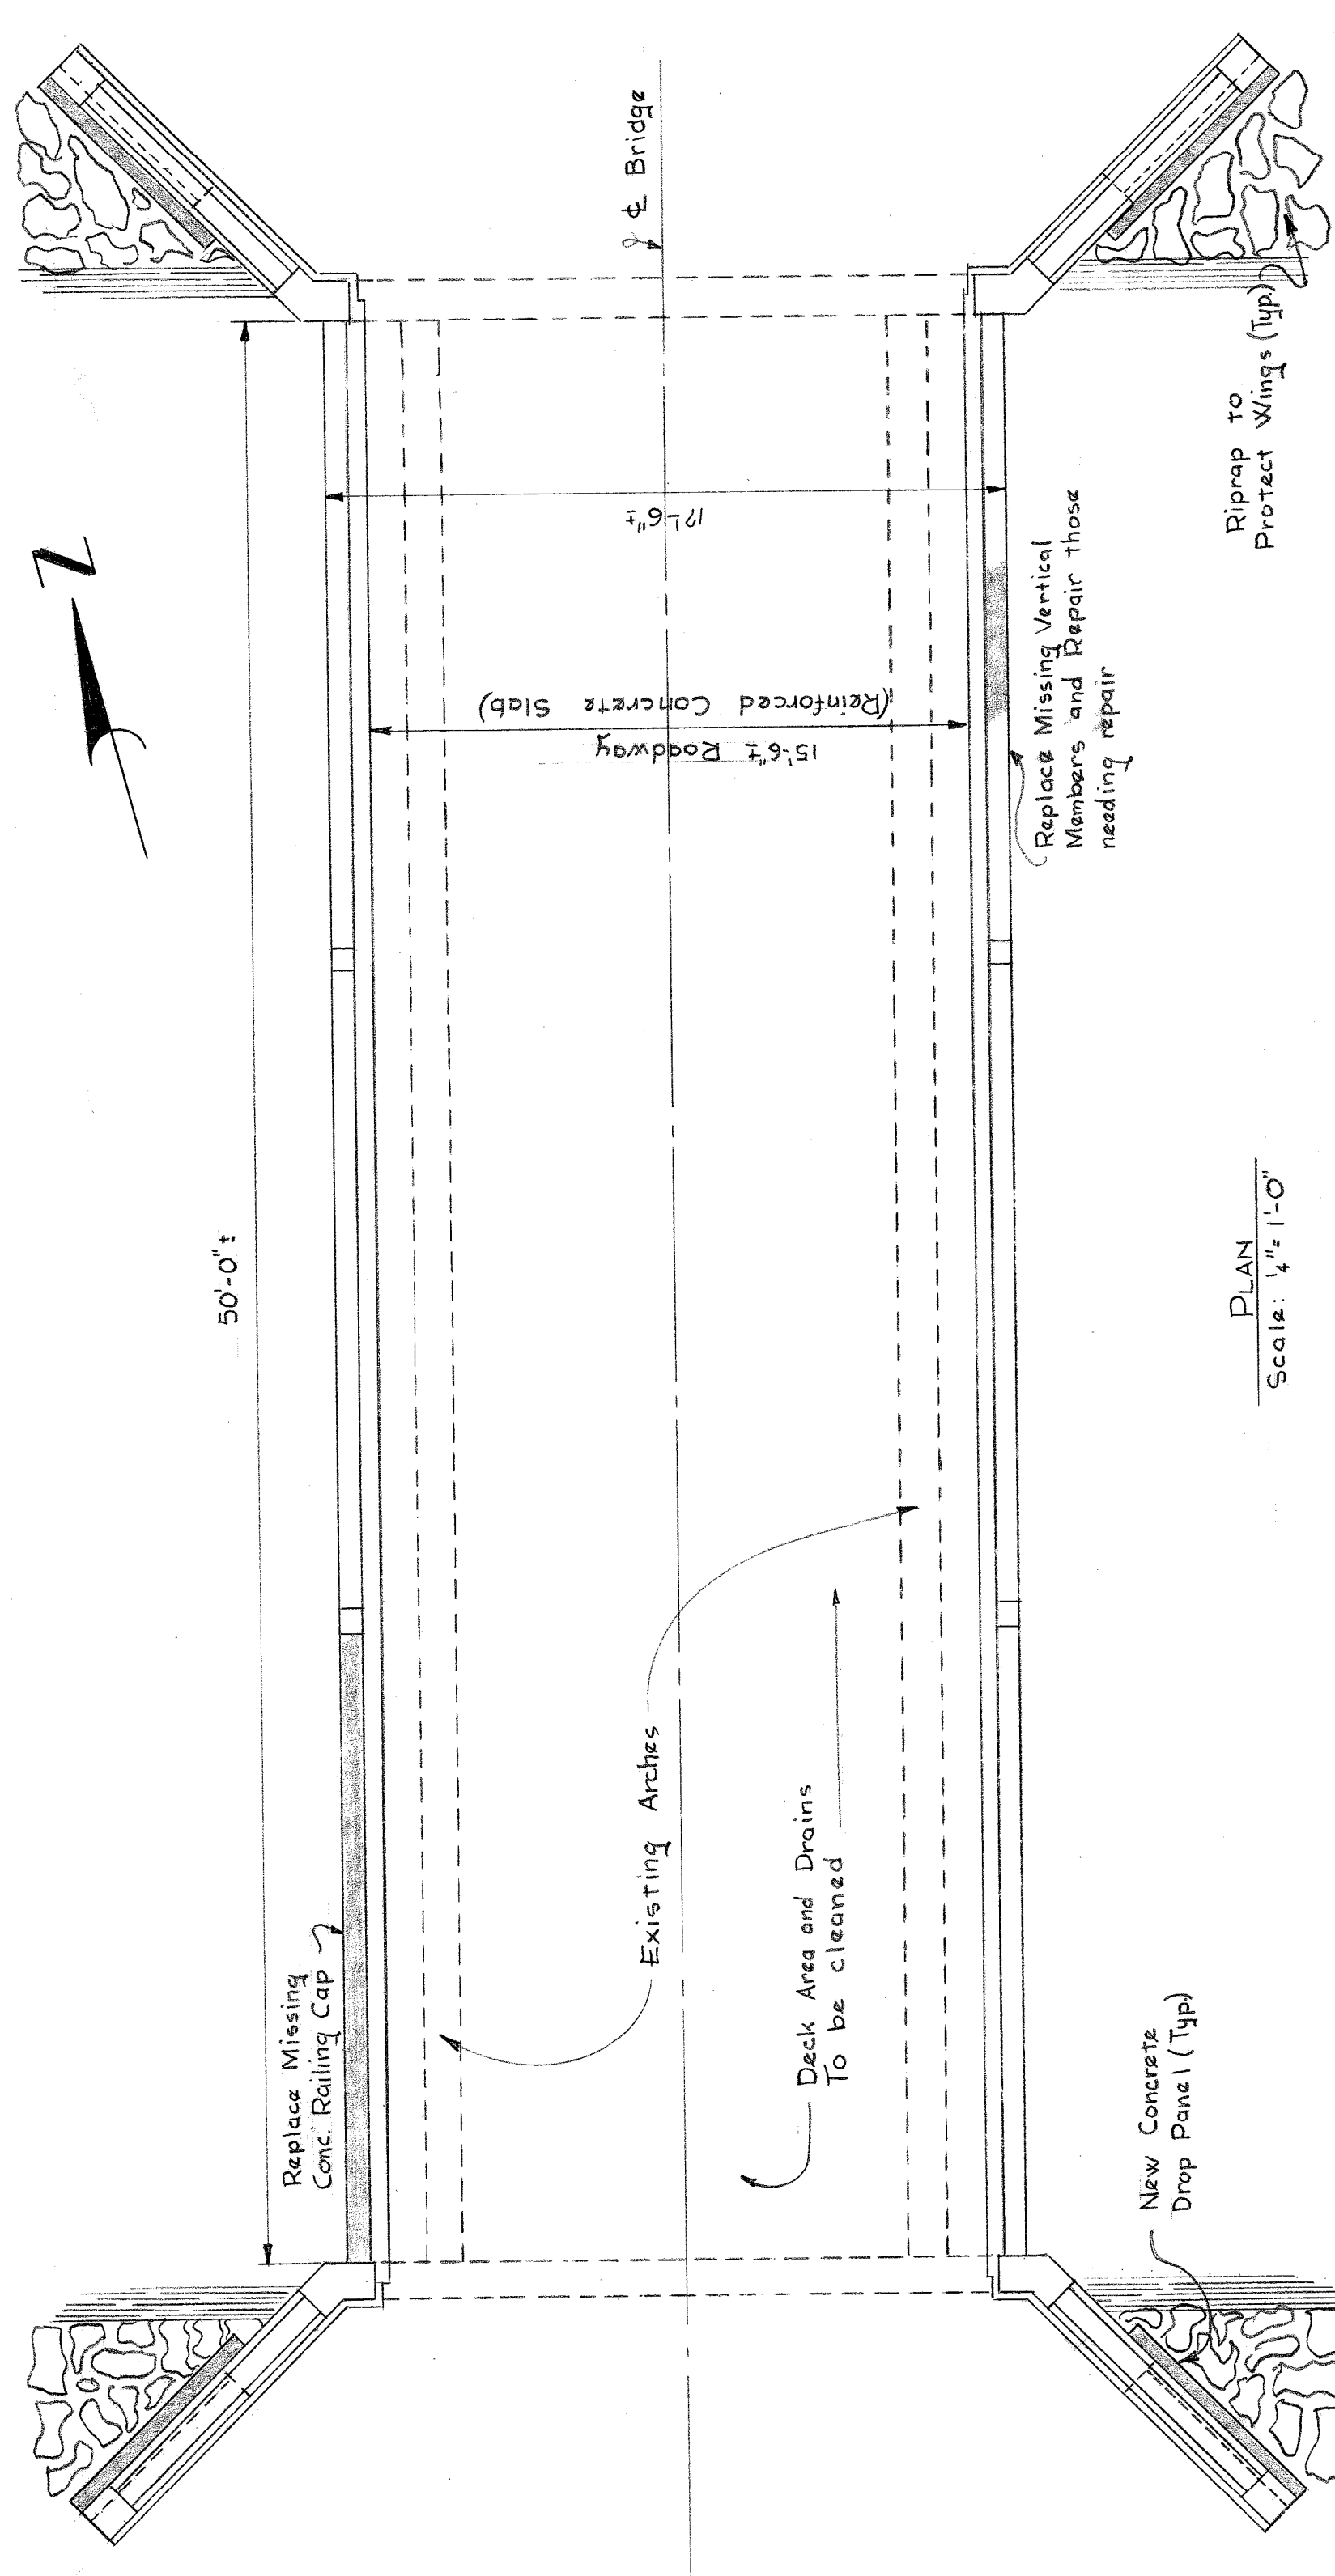 ℄ Bridge
N
17'-6"±
(Reinforced Concrete Slab)
15'-6"± Roadway
50'-0"±
Replace Missing Vertical
Members and Repair those
needing repair
Riprap to
Protect Wings (Typ.)
Replace Missing
Conc. Railing Cap
Existing Arches
Deck Area and Drains
To be cleaned
New Concrete
Drop Panel (Typ.)
PLAN
Scale: 1/4" = 1'-0"